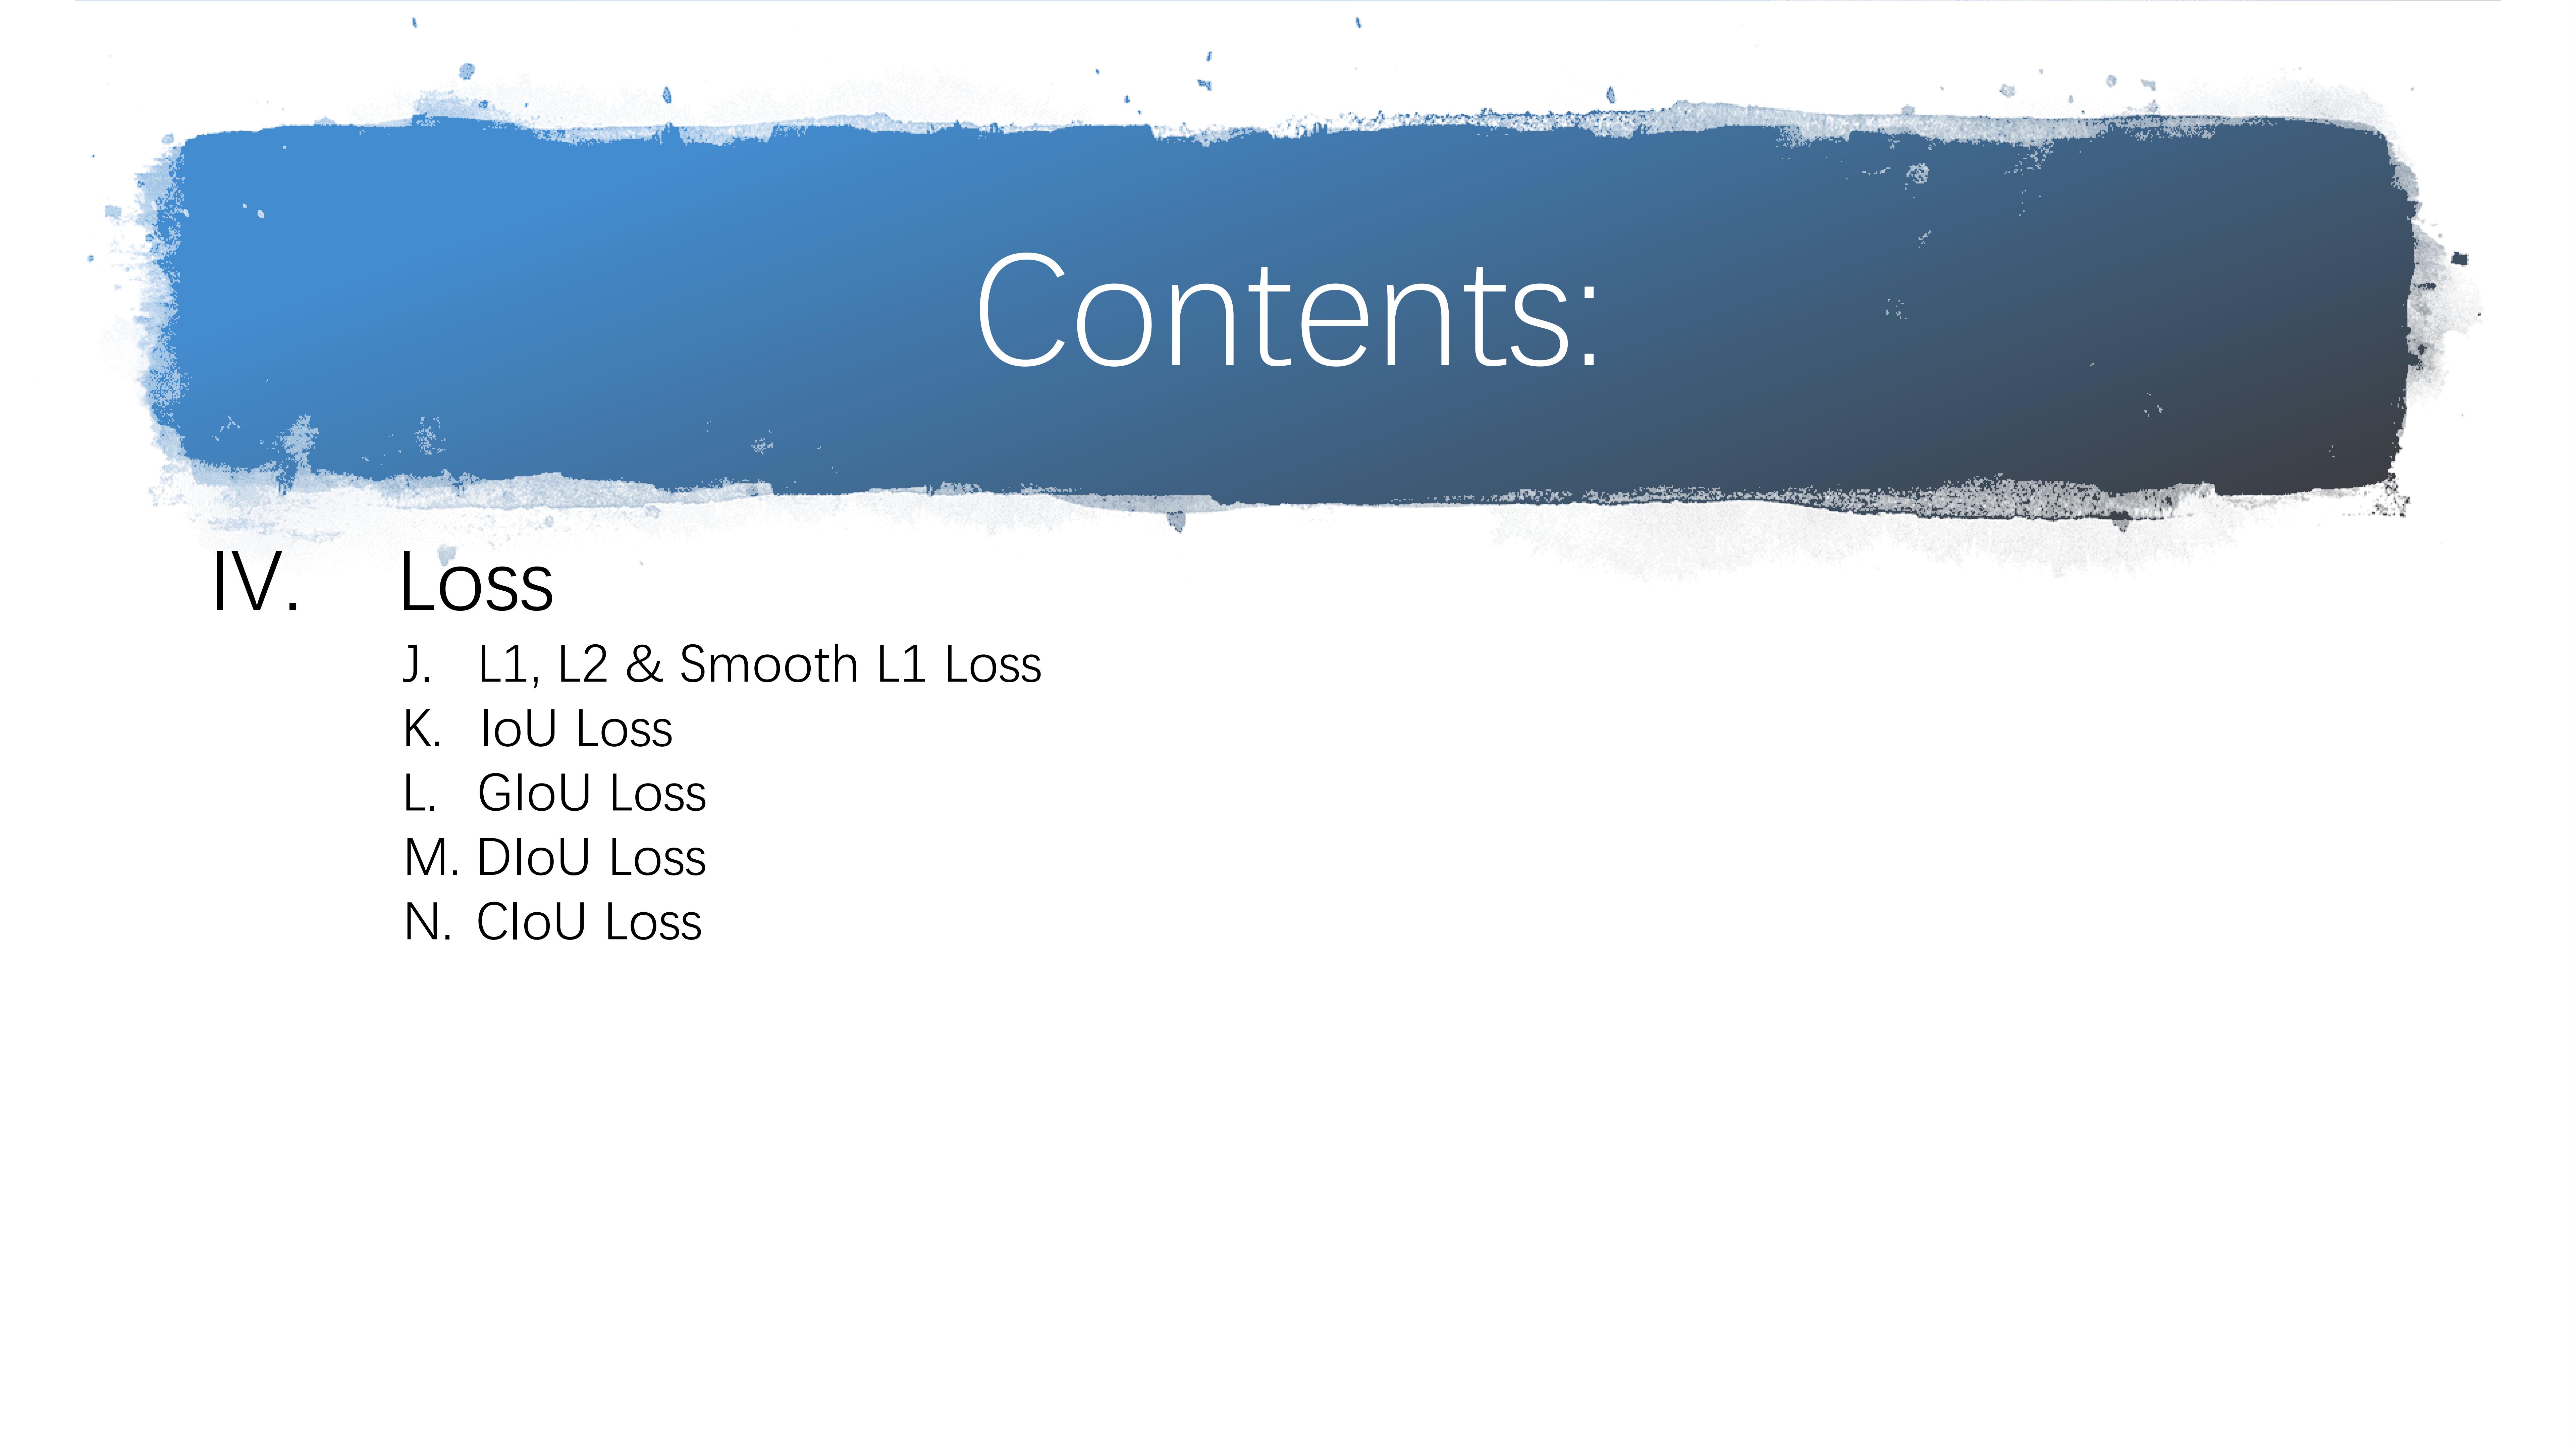 Contents:
IV. Loss
J. L1, L2 & Smooth L1 Loss
K. IoU Loss
L. GIoU Loss
M. DIoU Loss
N. CIoU Loss